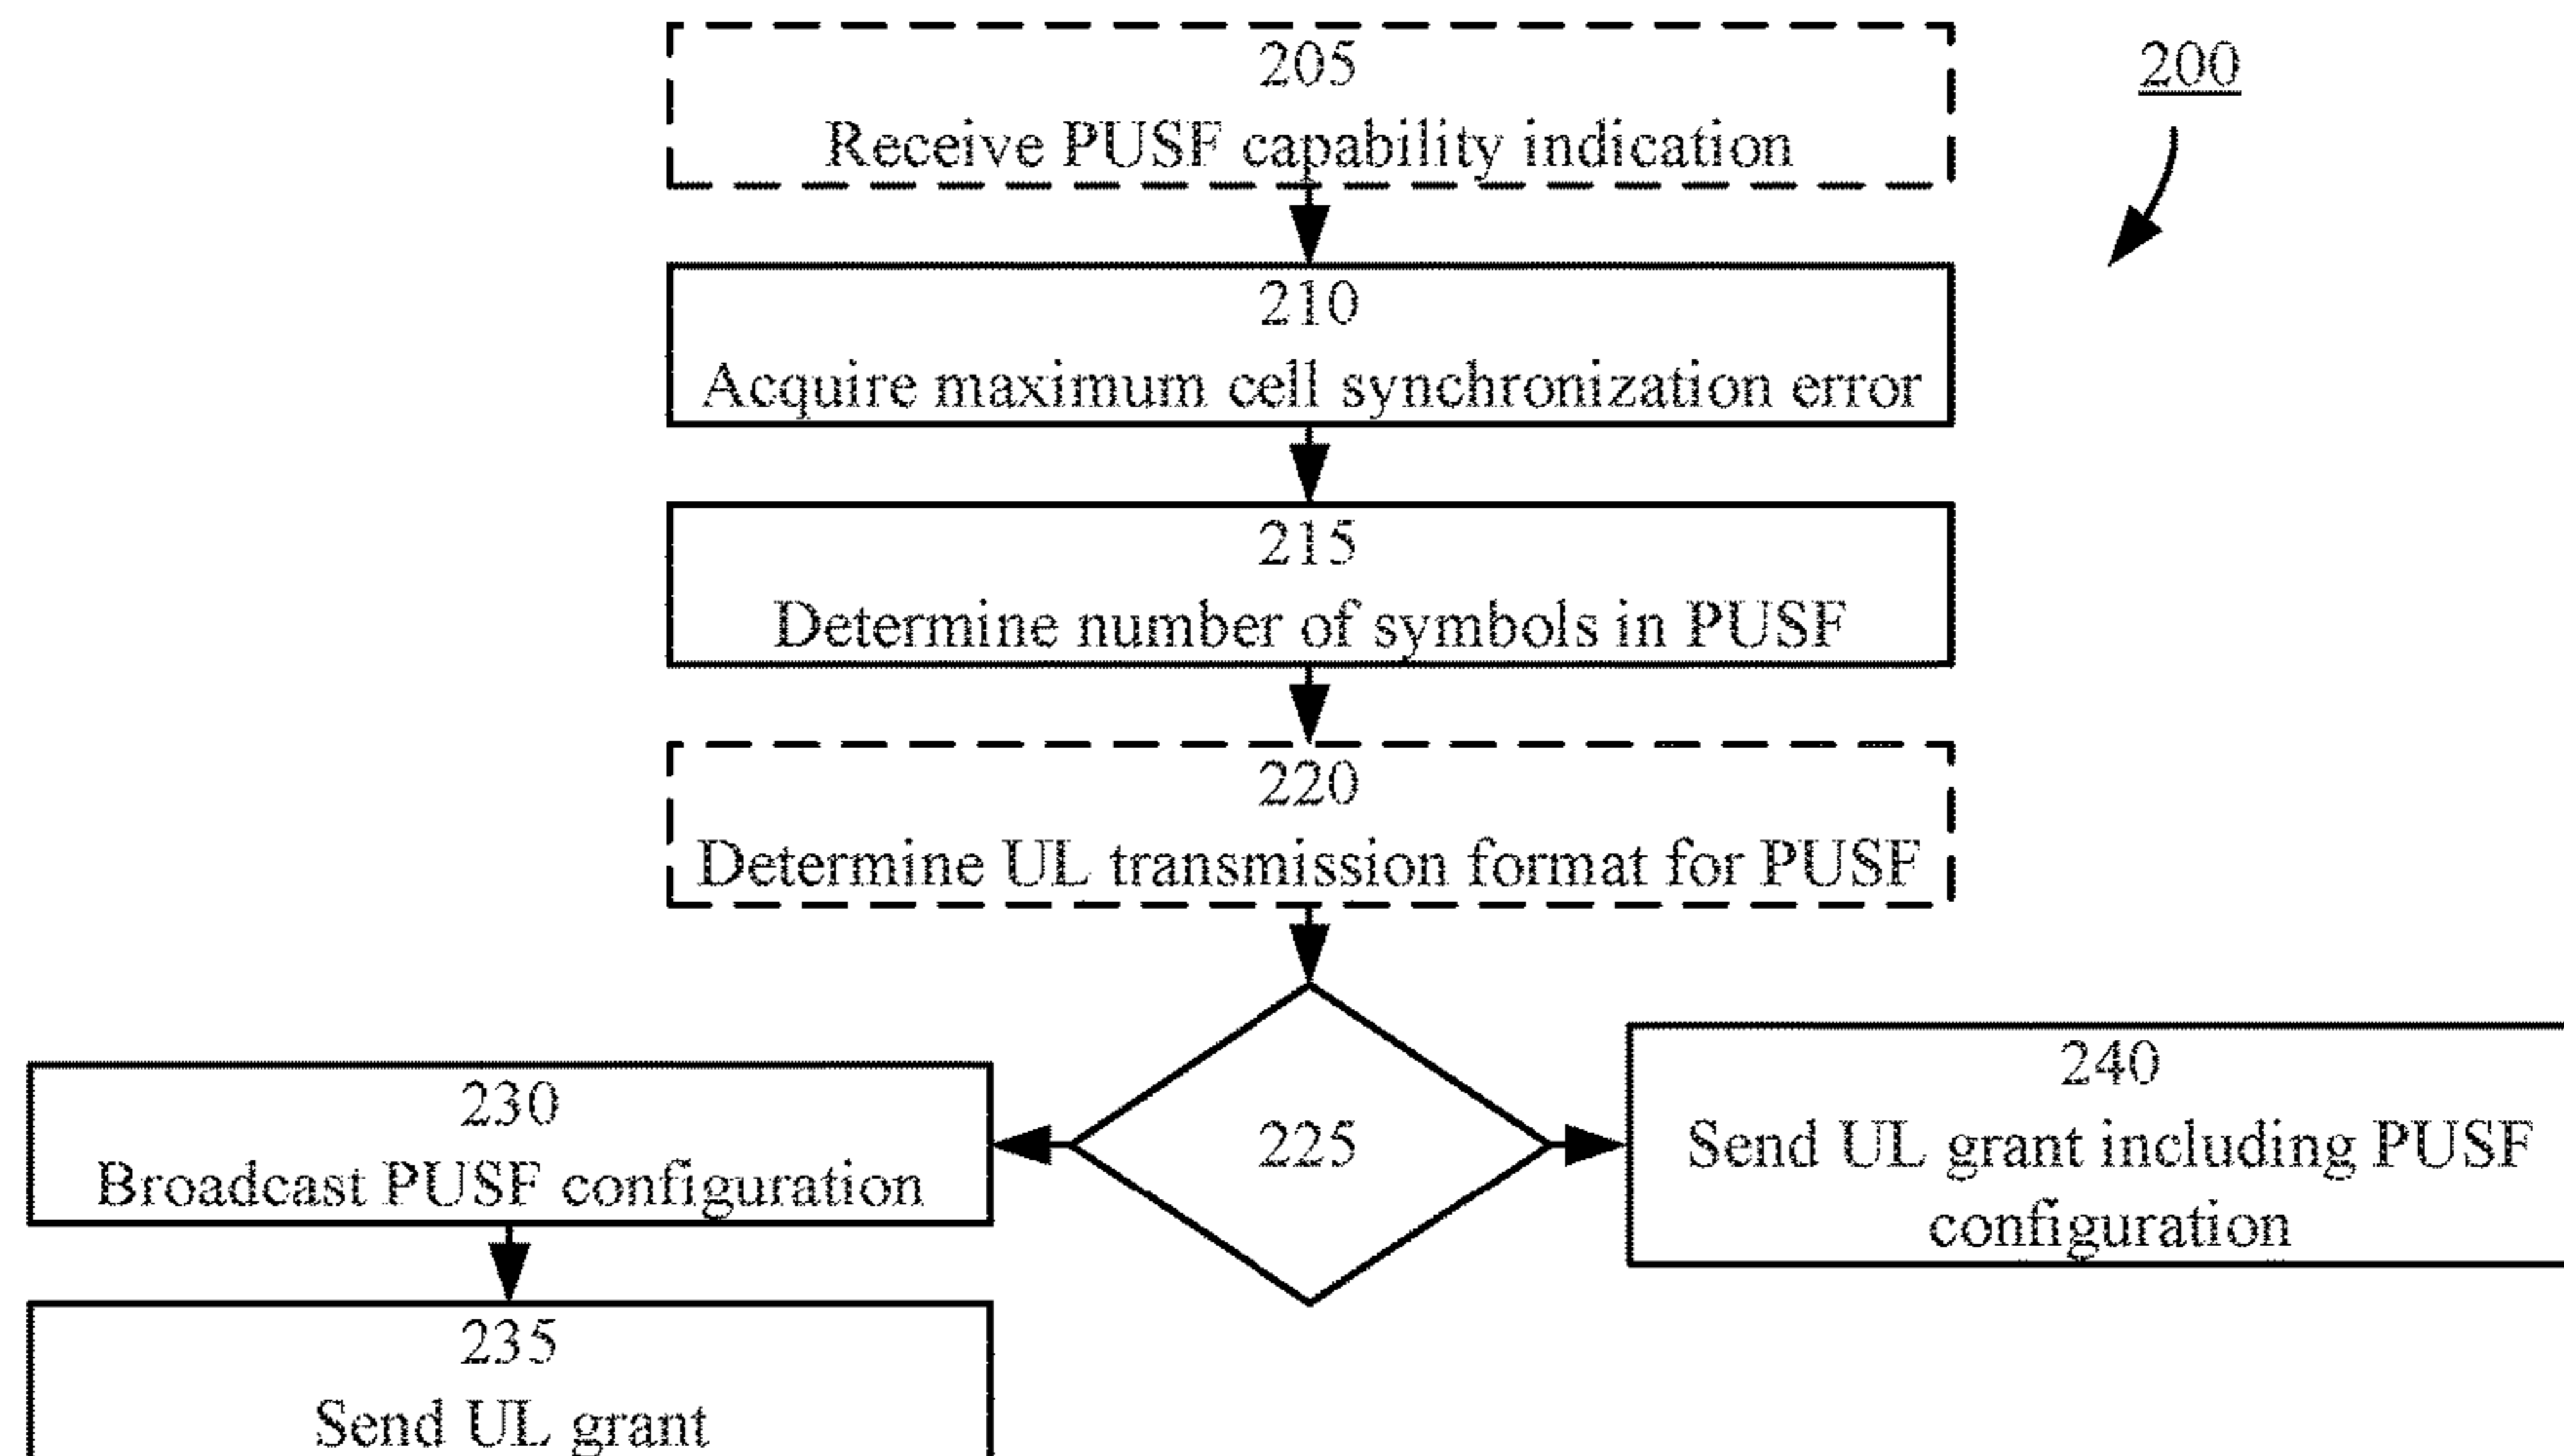 205
Receive PUSF capability indication
200
210
Acquire maximum cell synchronization error
215
Determine number of symbols in PUSF
220
Determine UL transmission format for PUSF
225
230
Broadcast PUSF configuration
235
Send UL grant
240
Send UL grant including PUSF
configuration